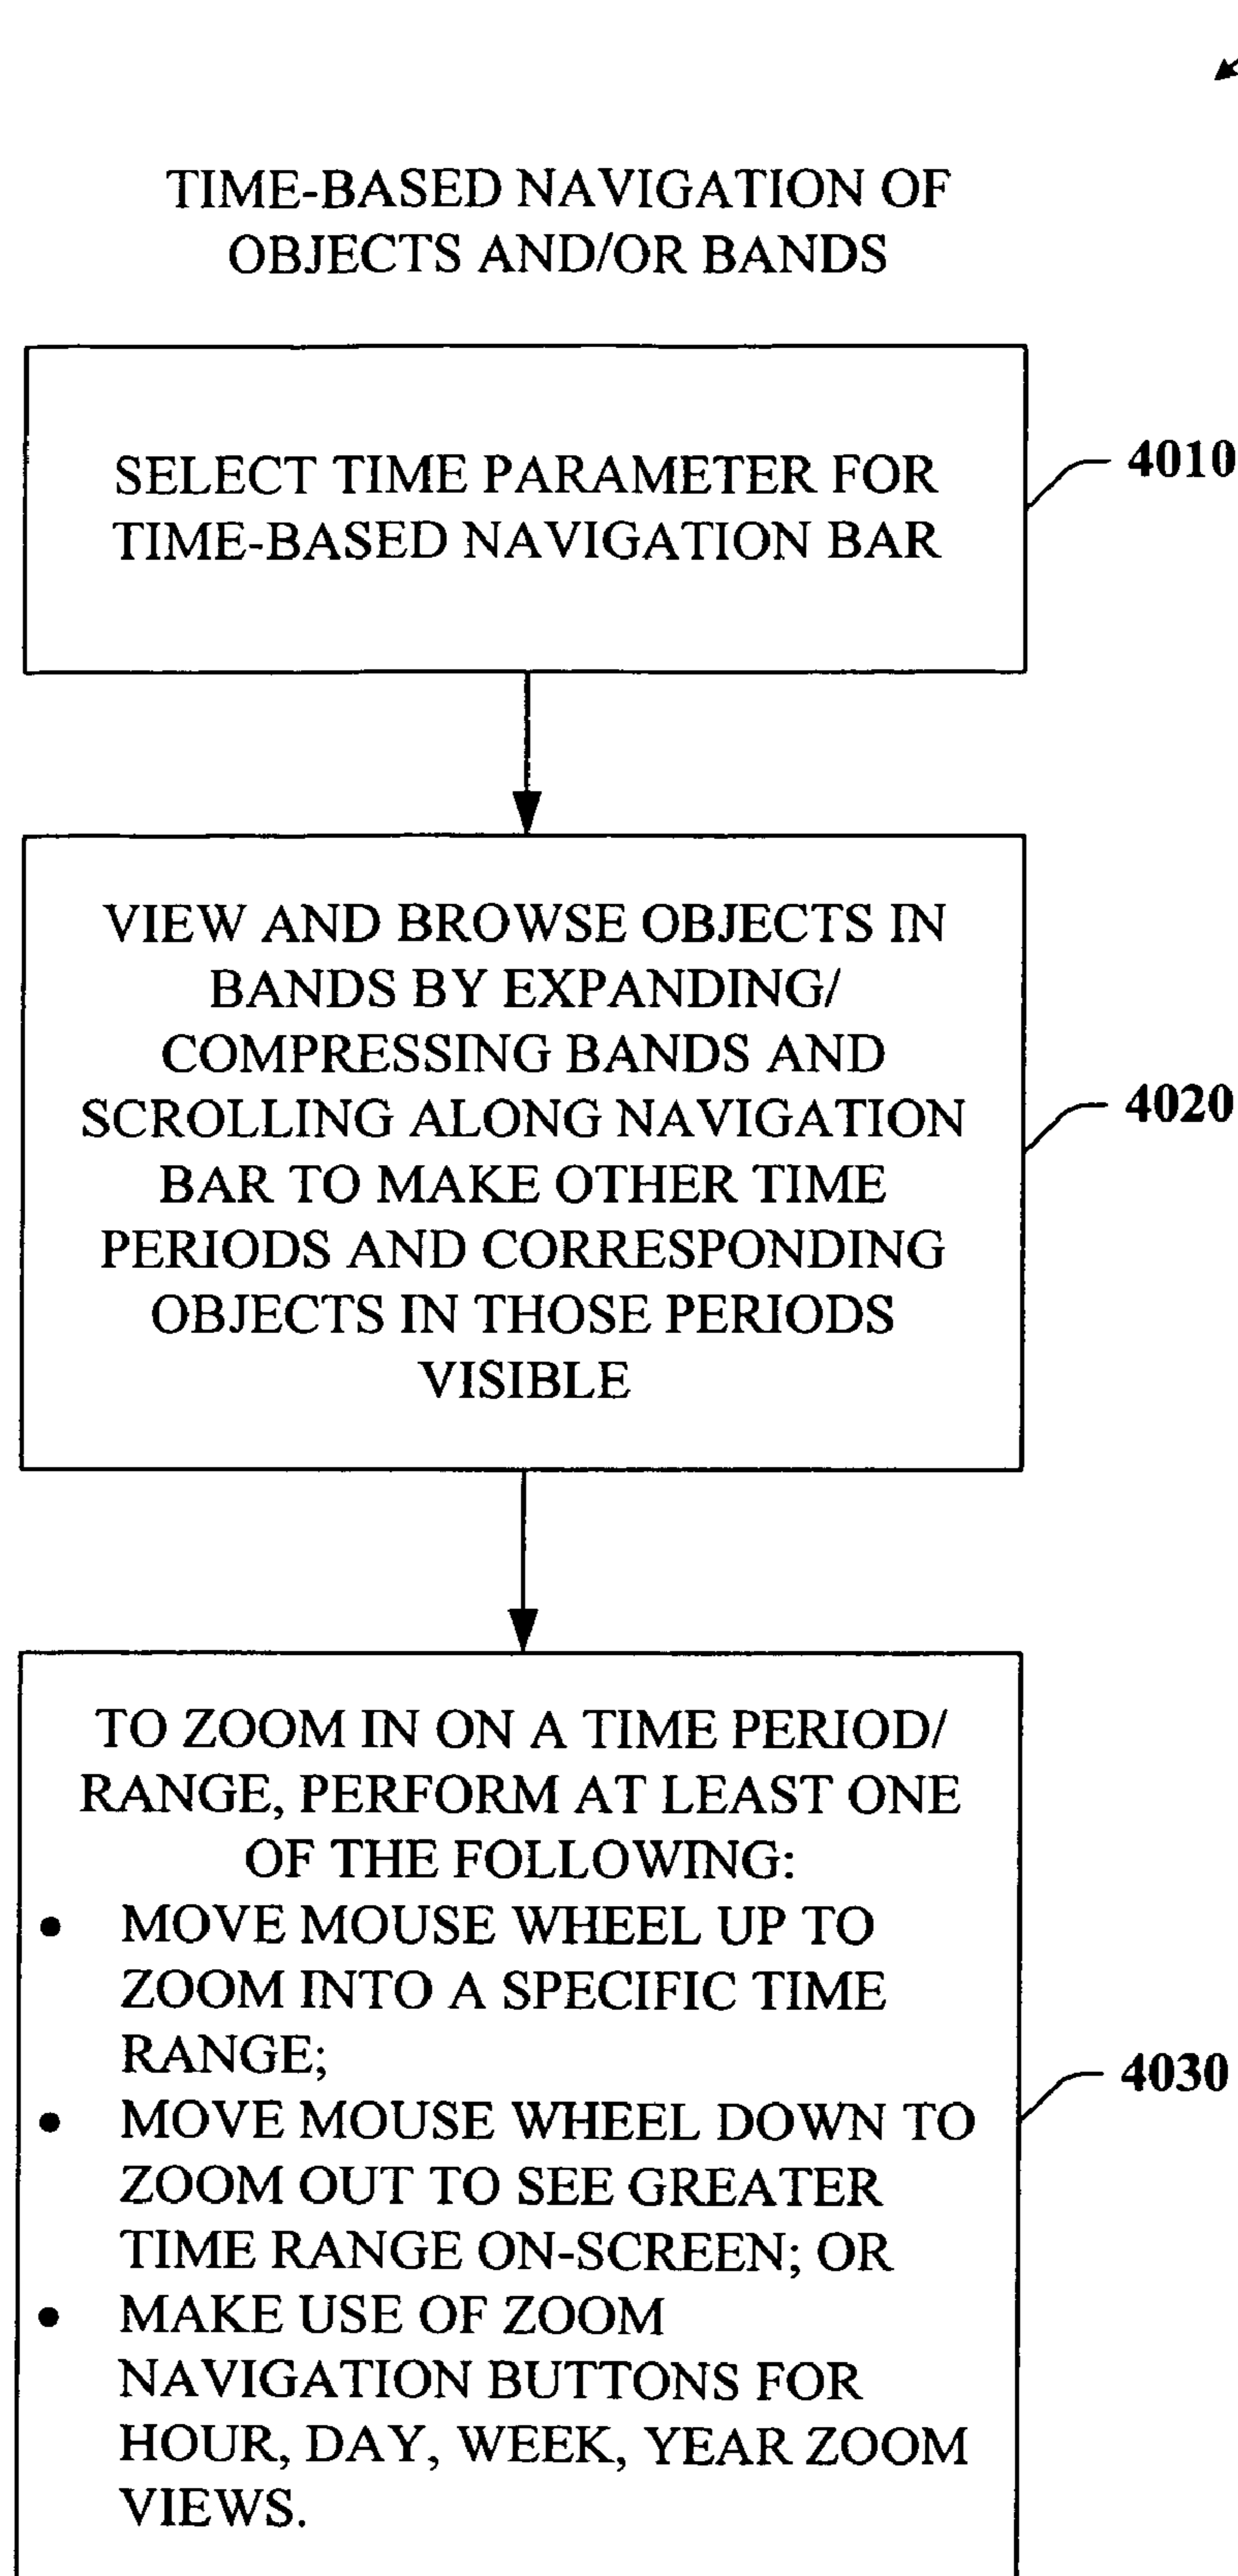 TIME-BASED NAVIGATION OF
OBJECTS AND/OR BANDS
SELECT TIME PARAMETER FOR
TIME-BASED NAVIGATION BAR
4010
VIEW AND BROWSE OBJECTS IN
BANDS BY EXPANDING/
COMPRESSING BANDS AND
SCROLLING ALONG NAVIGATION
BAR TO MAKE OTHER TIME
PERIODS AND CORRESPONDING
OBJECTS IN THOSE PERIODS
VISIBLE
4020
TO ZOOM IN ON A TIME PERIOD/
RANGE, PERFORM AT LEAST ONE
OF THE FOLLOWING:
• MOVE MOUSE WHEEL UP TO
ZOOM INTO A SPECIFIC TIME
RANGE;
• MOVE MOUSE WHEEL DOWN TO
ZOOM OUT TO SEE GREATER
TIME RANGE ON-SCREEN; OR
• MAKE USE OF ZOOM
NAVIGATION BUTTONS FOR
HOUR, DAY, WEEK, YEAR ZOOM
VIEWS.
4030